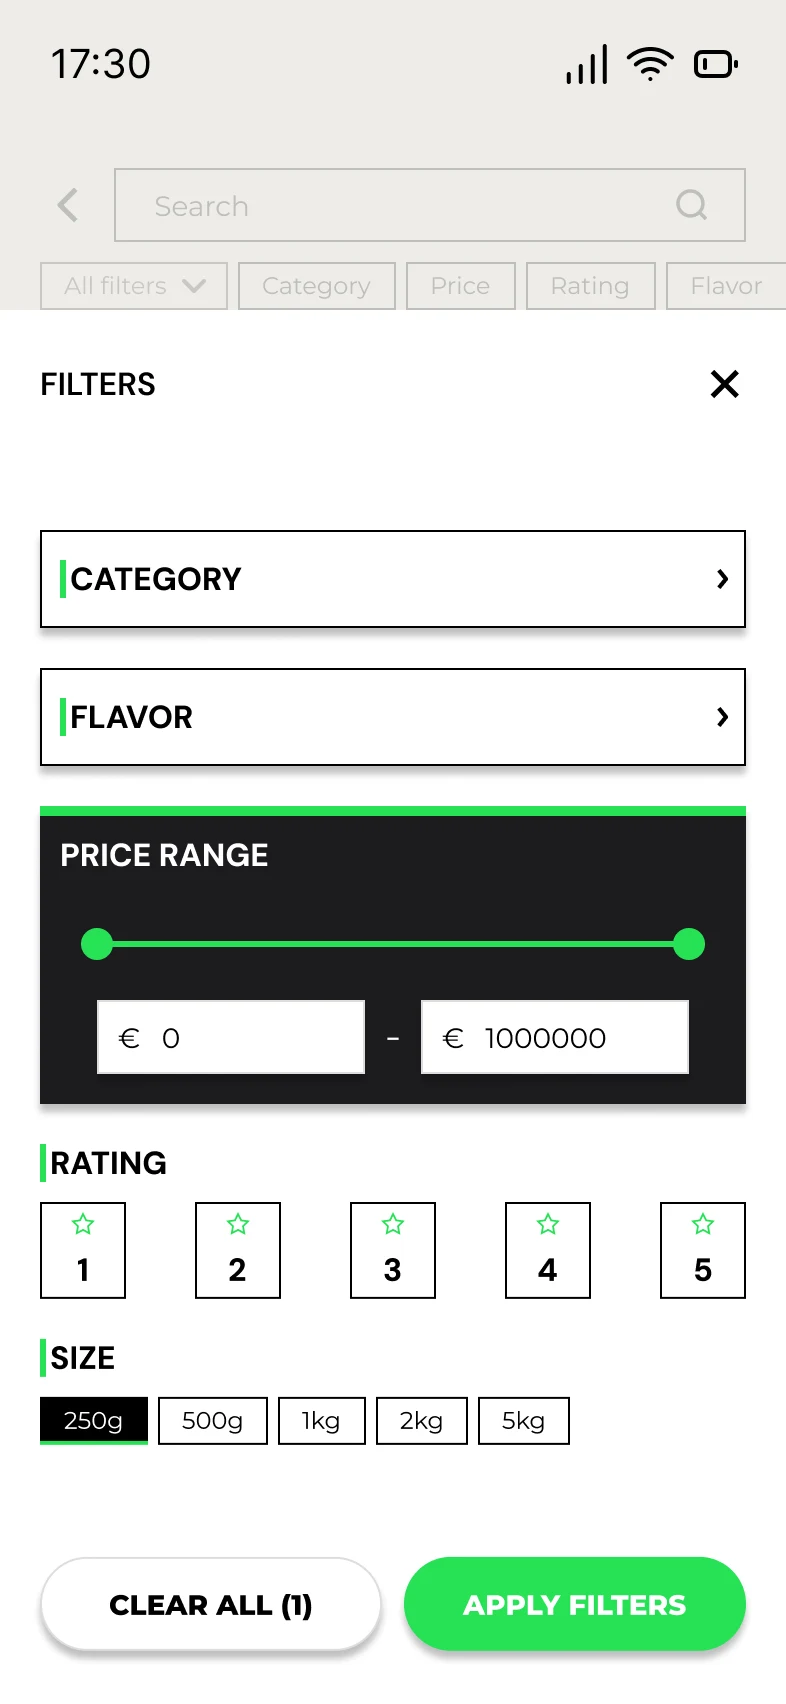 17:30
Search
All filters Category Price Rating Flavor
FILTERS
CATEGORY
FLAVOR
PRICE RANGE
€ 0 - € 1000000
RATING
1 2 3 4 5
SIZE
250g 500g 1kg 2kg 5kg
CLEAR ALL (1) APPLY FILTERS